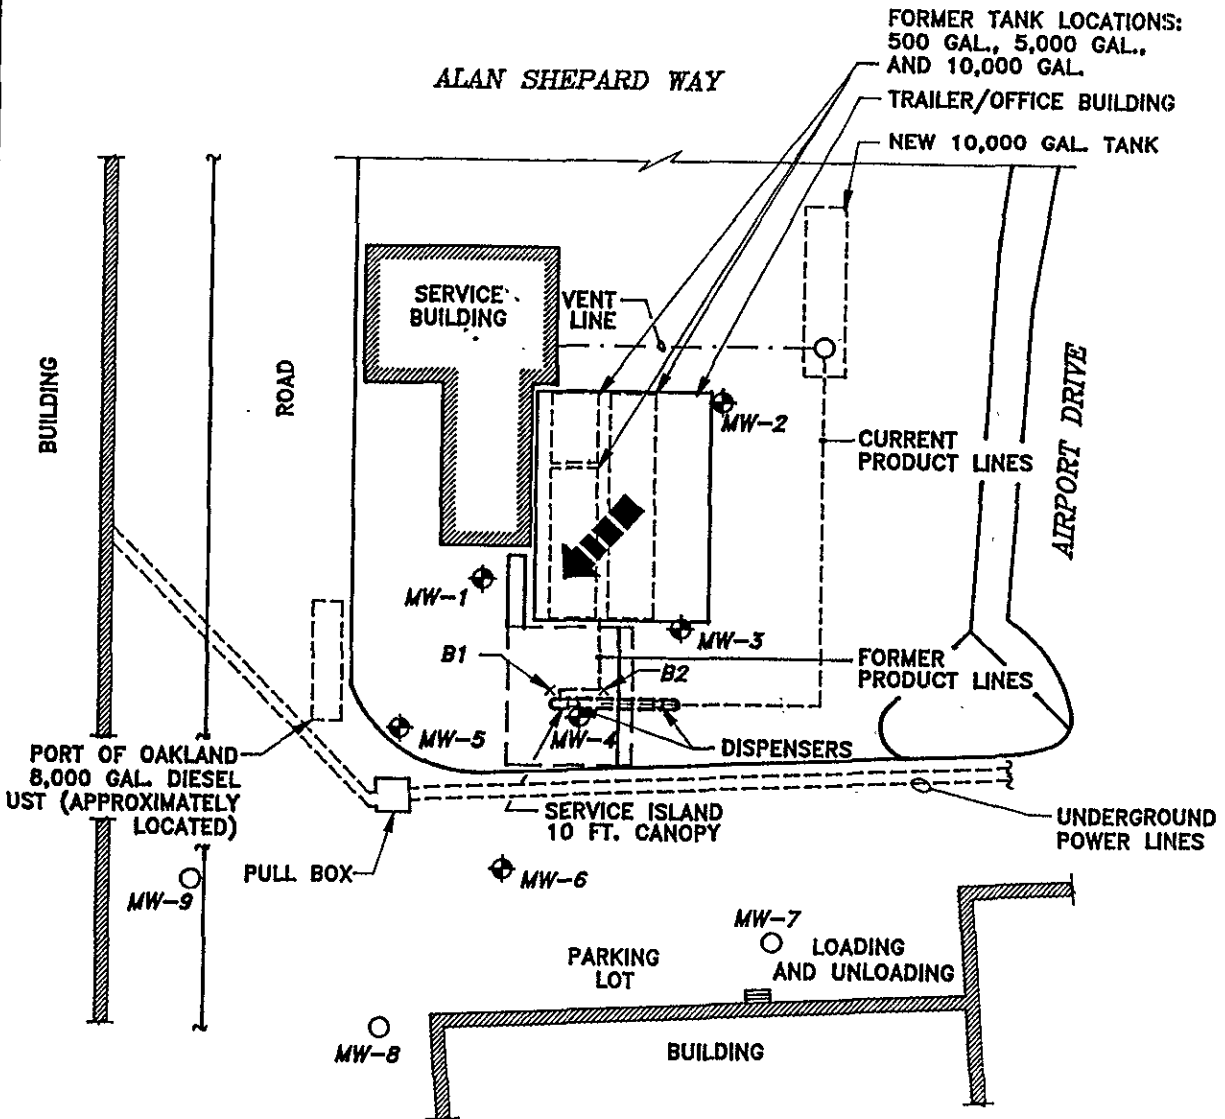 FORMER TANK LOCATIONS:
500 GAL., 5,000 GAL.,
AND 10,000 GAL.
ALAN SHEPARD WAY
TRAILER/OFFICE BUILDING
NEW 10,000 GAL. TANK
SERVICE
BUILDING
VENT
LINE
BUILDING
ROAD
AIRPORT DRIVE
MW-2
CURRENT
PRODUCT LINES
MW-1
MW-3
B1
B2
FORMER
PRODUCT LINES
MW-5
MW-4
DISPENSERS
PORT OF OAKLAND
8,000 GAL. DIESEL
UST (APPROXIMATELY
LOCATED)
SERVICE ISLAND
10 FT. CANOPY
UNDERGROUND
POWER LINES
PULL BOX
MW-6
MW-9
MW-7
PARKING
LOT
LOADING
AND UNLOADING
MW-8
BUILDING